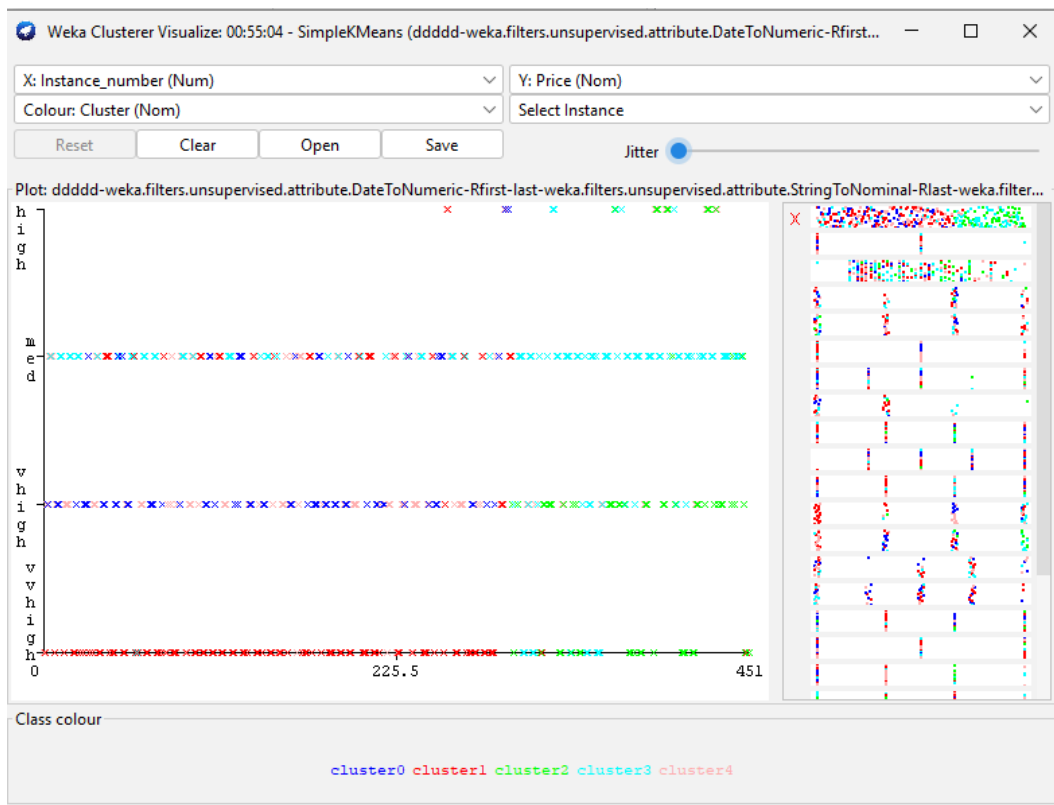 Weka Clusterer Visualize: 00:55:04 - SimpleKMeans (ddddd-weka.filters.unsupervised.attribute.DateToNumeric-Rfirst...
X: Instance_number (Num)
Y: Price (Nom)
Colour: Cluster (Nom)
Select Instance
Reset
Clear
Open
Save
Jitter
Plot: ddddd-weka.filters.unsupervised.attribute.DateToNumeric-Rfirst-last-weka.filters.unsupervised.attribute.StringToNominal-Rlast-weka.filter...
high
med
vhigh
vvhigh
0
225.5
451
X
Class colour
cluster0 cluster1 cluster2 cluster3 cluster4